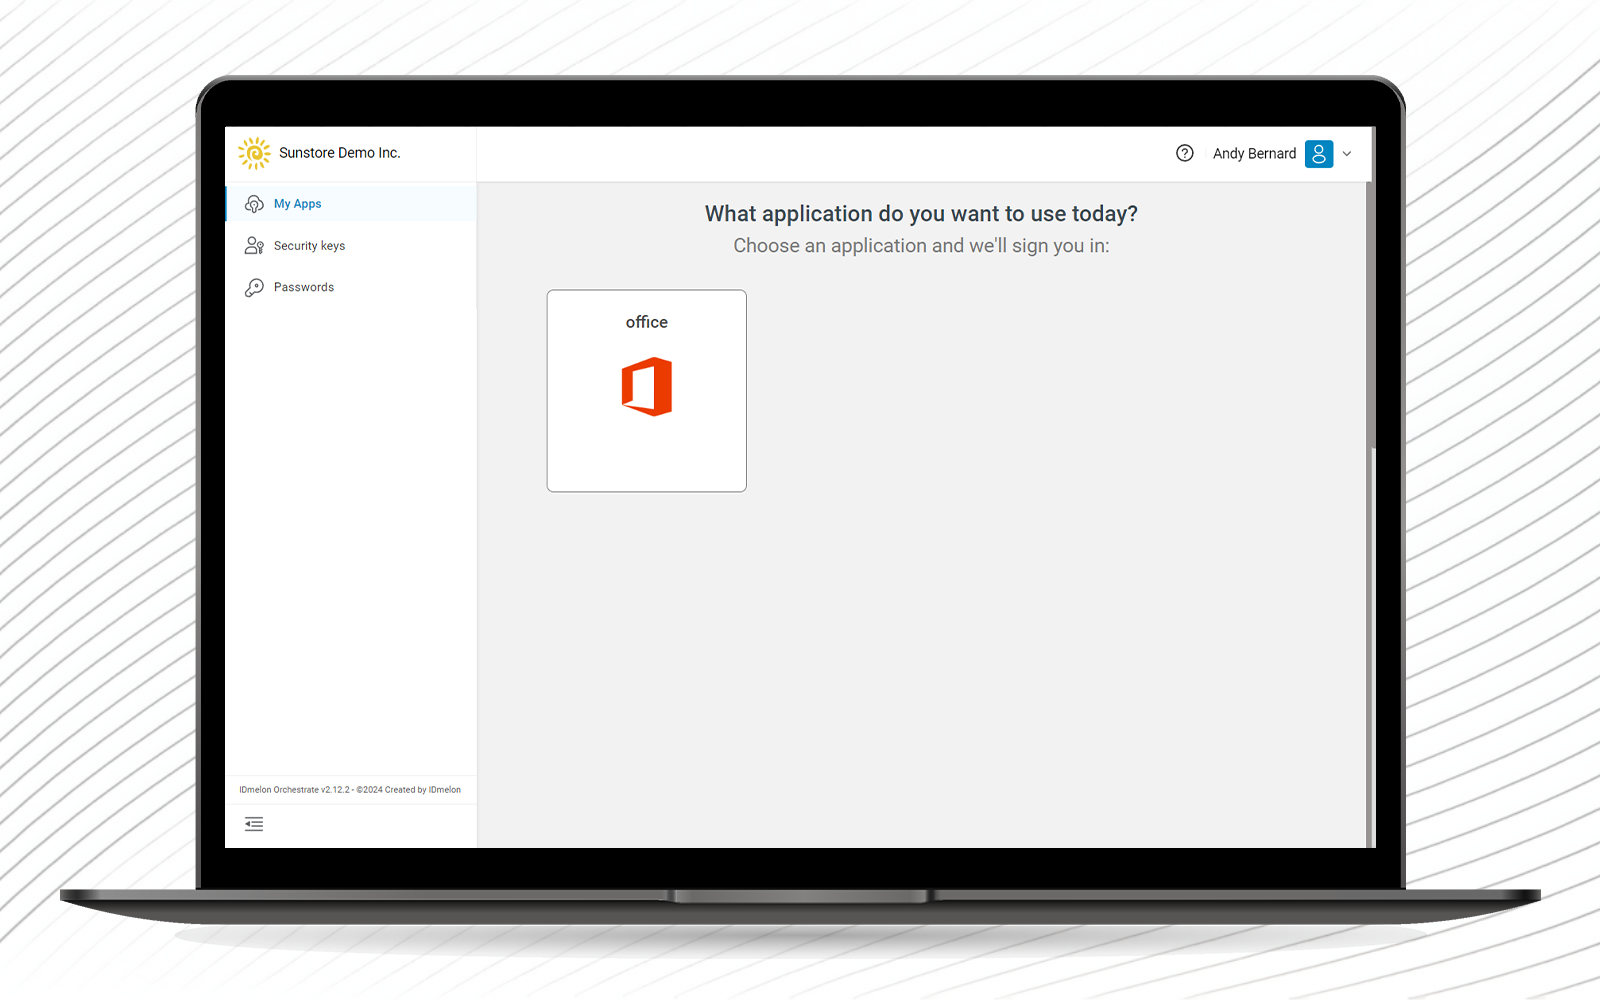 Sunstore Demo Inc.
Andy Bernard
My Apps
Security keys
Passwords
What application do you want to use today?
Choose an application and we'll sign you in:
office
IDmelon Orchestrate v2.12.2 - ©2024 Created by IDmelon